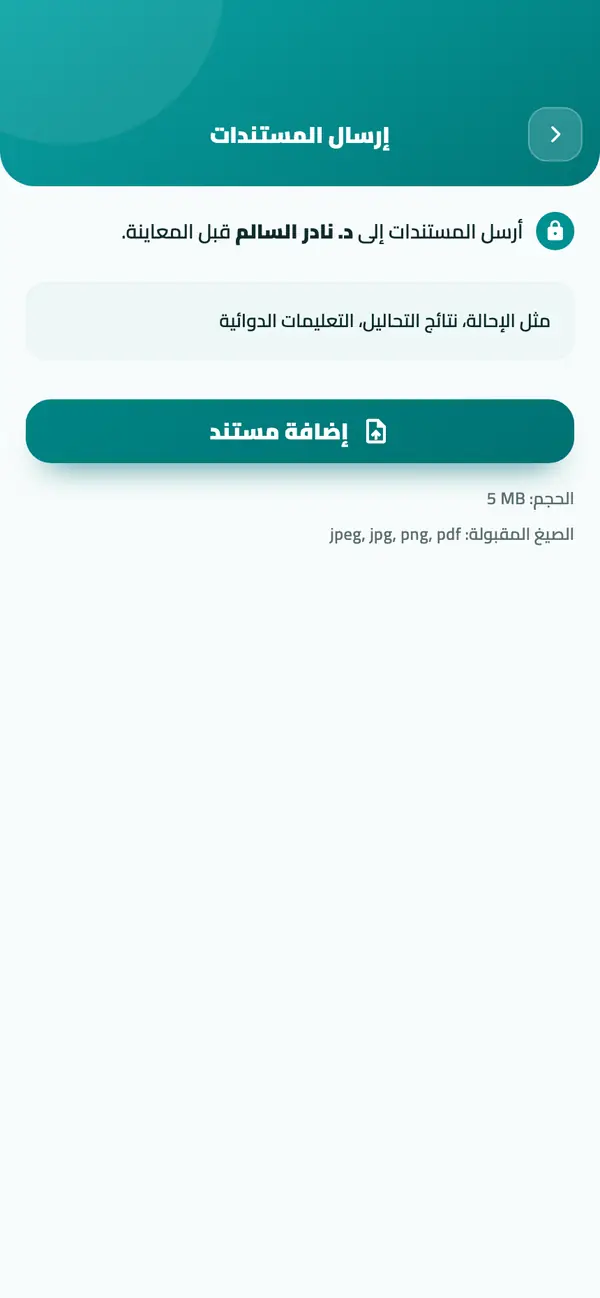 إرسال المستندات
أرسل المستندات إلى د. نادر السالم قبل المعاينة.
مثل الإحالة، نتائج التحاليل، التعليمات الدوائية
إضافة مستند
الحجم: 5 MB
الصيغ المقبولة: jpeg, jpg, png, pdf